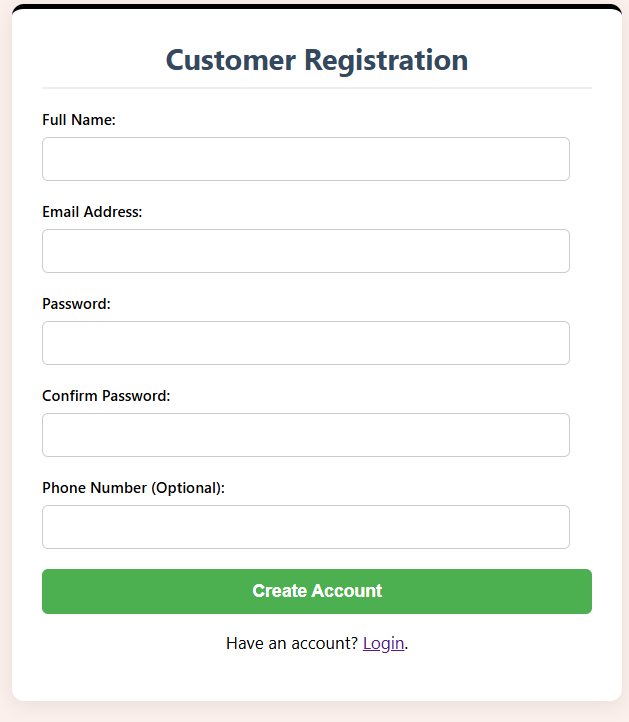 Customer Registration
Full Name:
Email Address:
Password:
Confirm Password:
Phone Number (Optional):
Create Account
Have an account? Login.